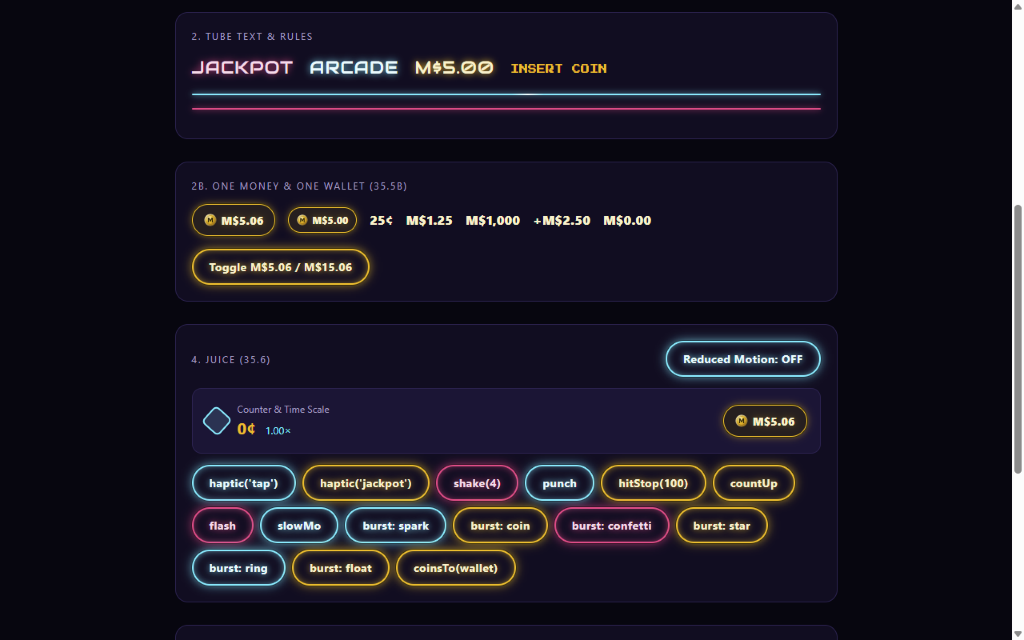 2. TUBE TEXT & RULES
JACKPOT ARCADE M$5.00 INSERT COIN
2B. ONE MONEY & ONE WALLET (35.5B)
M M$5.06 M M$5.00 25¢ M$1.25 M$1,000 +M$2.50 M$0.00
Toggle M$5.06 / M$15.06
4. JUICE (35.6)
Reduced Motion: OFF
Counter & Time Scale
0¢ 1.00×
M M$5.06
haptic('tap') haptic('jackpot') shake(4) punch hitStop(100) countUp
flash slowMo burst: spark burst: coin burst: confetti burst: star
burst: ring burst: float coinsTo(wallet)